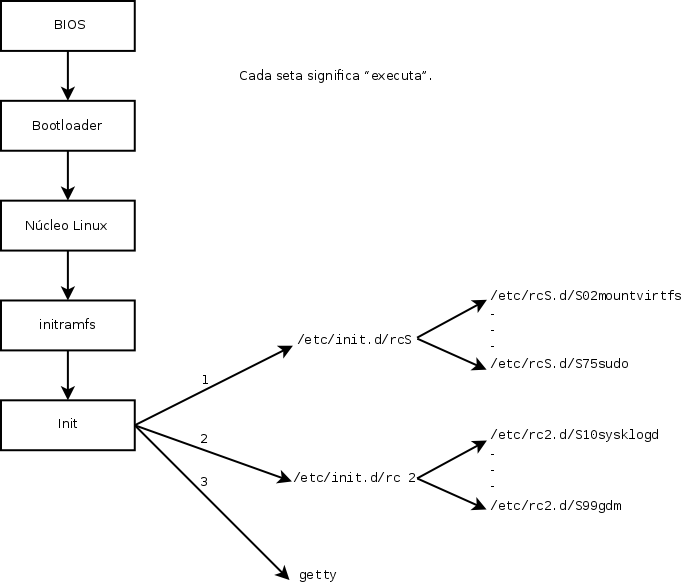 BIOS
Cada seta significa “executa”.
Bootloader
Núcleo Linux
initramfs
Init
1
2
3
/etc/init.d/rcS
/etc/rcS.d/S02mountvirtfs
-
-
-
/etc/rcS.d/S75sudo
/etc/init.d/rc 2
/etc/rc2.d/S10sysklogd
-
-
-
/etc/rc2.d/S99gdm
getty